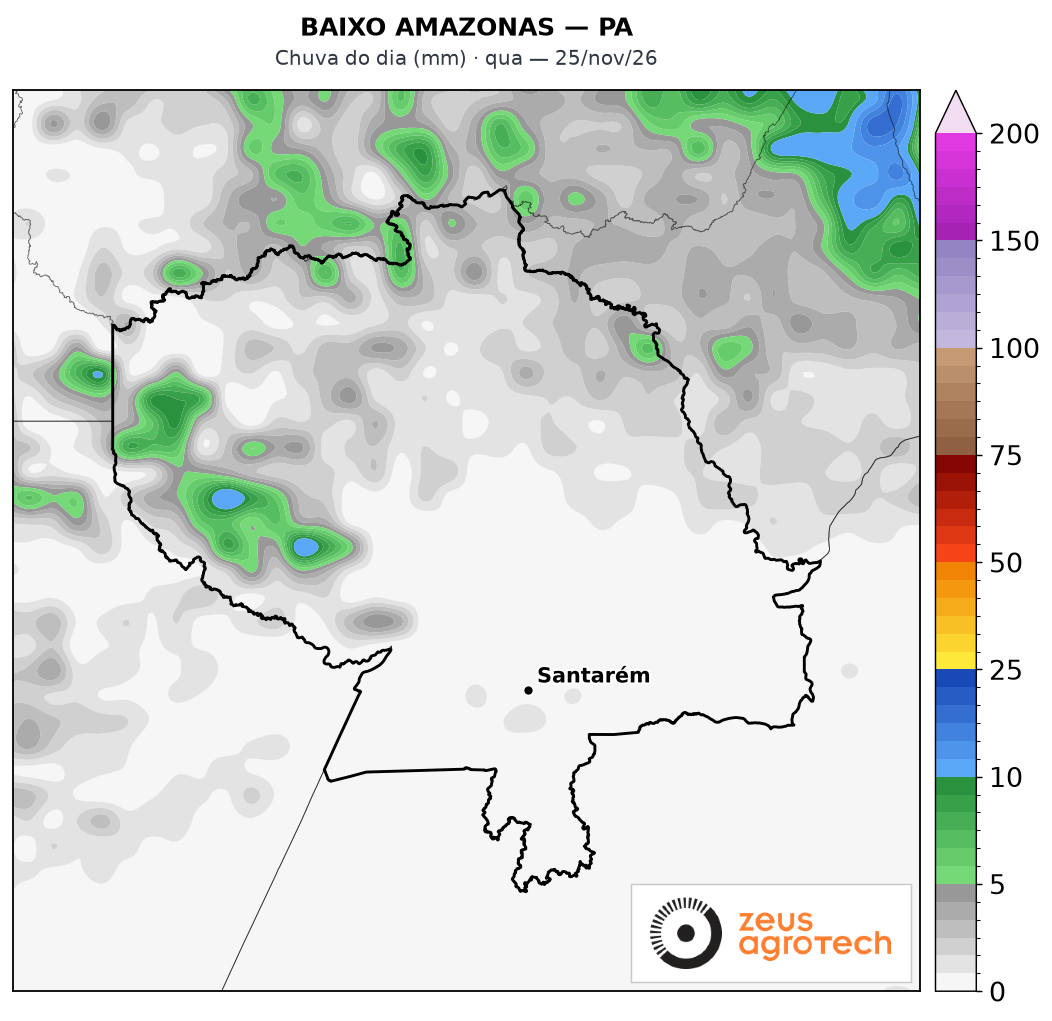 BAIXO AMAZONAS — PA
Chuva do dia (mm) · qua — 25/nov/26
200
150
100
75
50
25
10
5
0
Santarém
zeus
agrotech